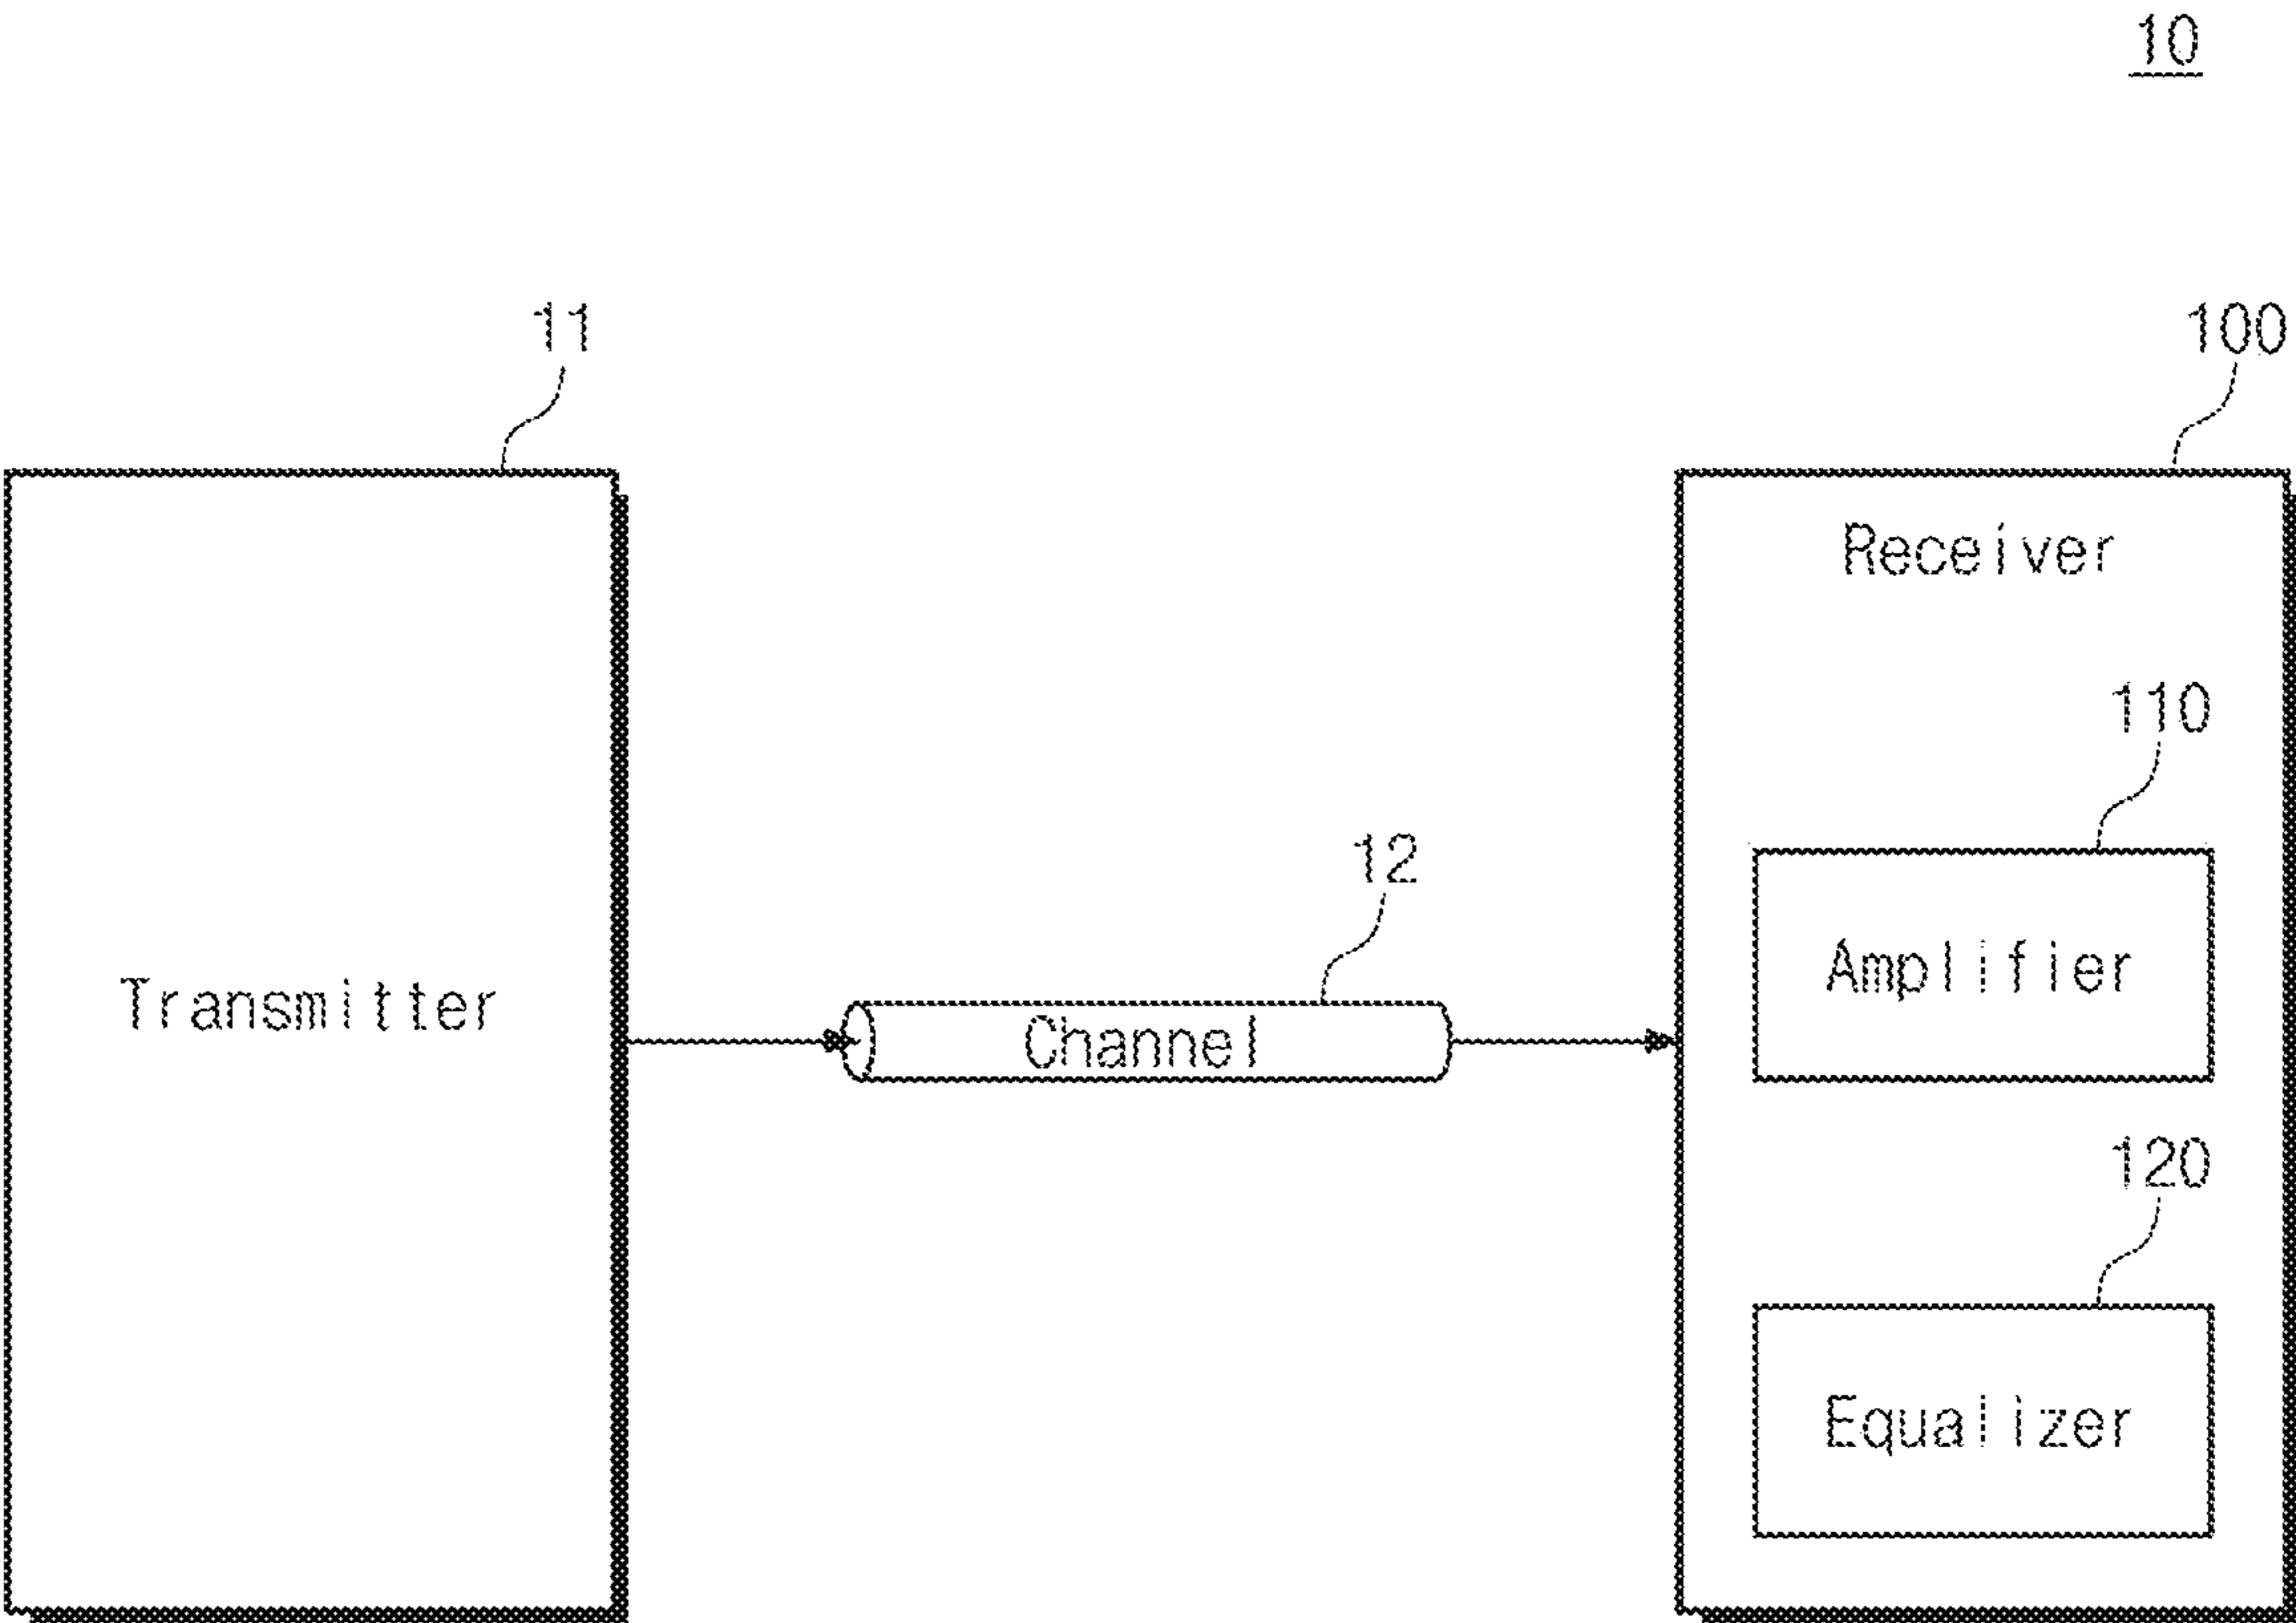 10
11
100
Receiver
110
12
Amplifier
Transmitter
Channel
120
Equalizer